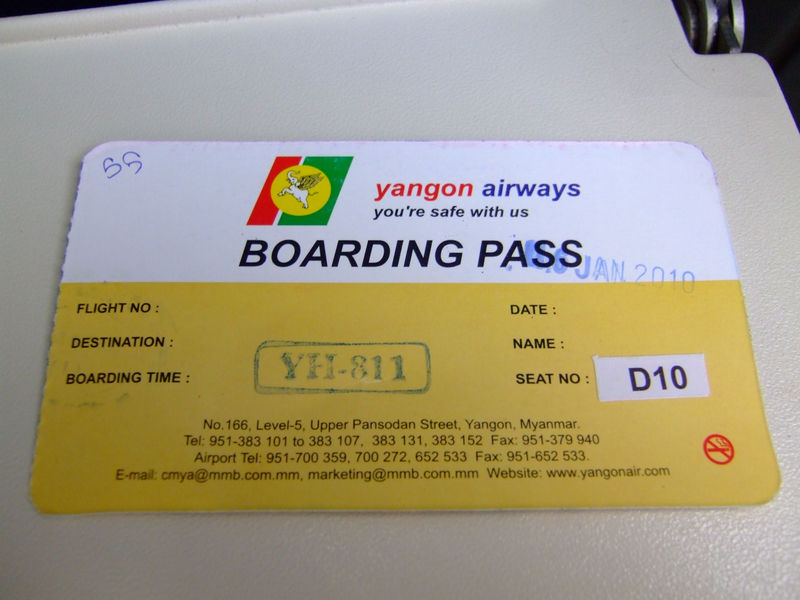 55
yangon airways
you're safe with us
BOARDING PASS
JAN 2010
FLIGHT NO :
DATE :
DESTINATION :
NAME :
YH-811
BOARDING TIME :
SEAT NO :
D10
No.166, Level-5, Upper Pansodan Street, Yangon, Myanmar.
Tel: 951-383 101 to 383 107, 383 131, 383 152 Fax: 951-379 940
Airport Tel: 951-700 359, 700 272, 652 533 Fax: 951-652 533.
E-mail: cmya@mmb.com.mm, marketing@mmb.com.mm Website: www.yangonair.com